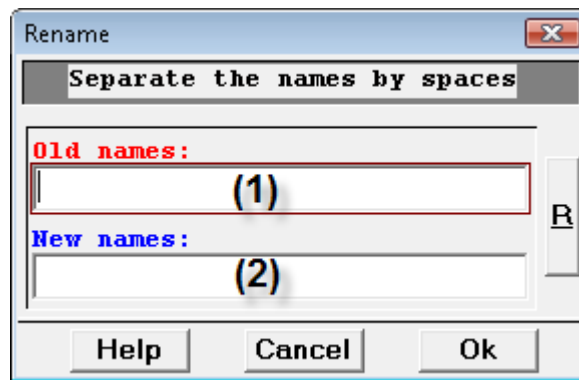 Rename
Separate the names by spaces
Old names:
(1)
R
New names:
(2)
Help Cancel Ok